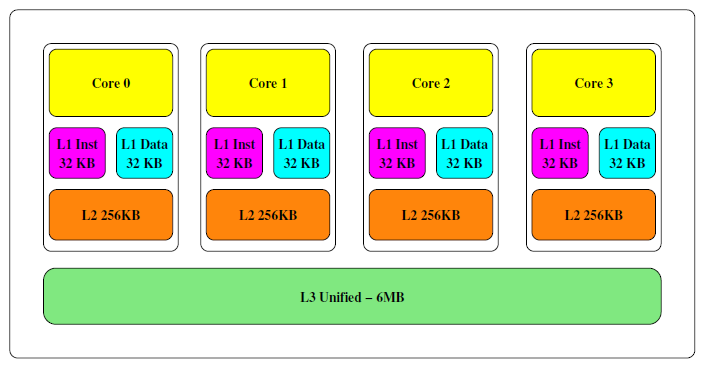 Core 0
Core 1
Core 2
Core 3
L1 Inst
32 KB
L1 Data
32 KB
L1 Inst
32 KB
L1 Data
32 KB
L1 Inst
32 KB
L1 Data
32 KB
L1 Inst
32 KB
L1 Data
32 KB
L2 256KB
L2 256KB
L2 256KB
L2 256KB
L3 Unified – 6MB